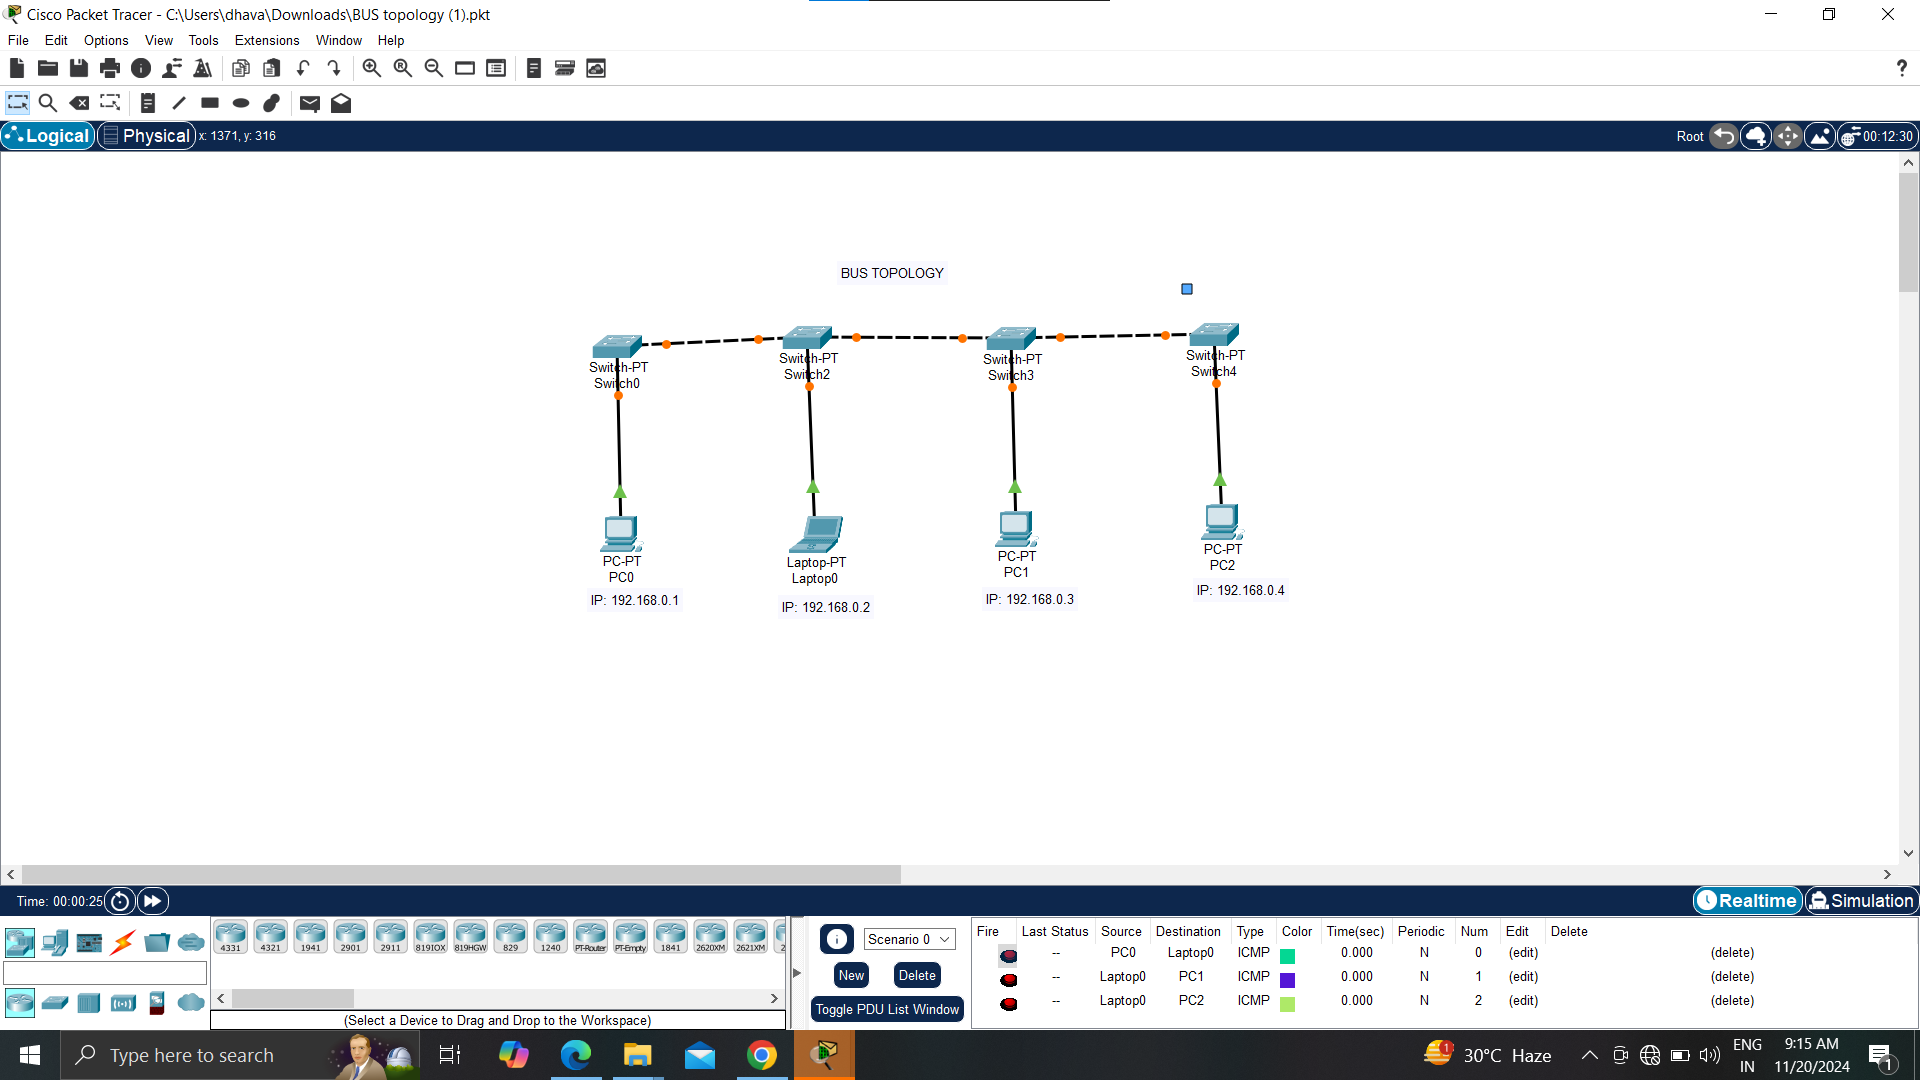 Cisco Packet Tracer - C:\Users\dhava\Downloads\BUS topology (1).pkt
File Edit Options View Tools Extensions Window Help
?
Logical Physical x: 1371, y: 316 Root 00:12:30
BUS TOPOLOGY
Switch-PT
Switch0
Switch-PT
Switch2
Switch-PT
Switch3
Switch-PT
Switch4
PC-PT
PC0
IP: 192.168.0.1
Laptop-PT
Laptop0
IP: 192.168.0.2
PC-PT
PC1
IP: 192.168.0.3
PC-PT
PC2
IP: 192.168.0.4
Time: 00:00:25 Realtime Simulation
4331 4321 1941 2901 2911 819IOX 819HGW 829 1240 PT-Router PT-Empty 1841 2620XM 2621XM
(Select a Device to Drag and Drop to the Workspace)
Scenario 0
New Delete
Toggle PDU List Window
Fire Last Status Source Destination Type Color Time(sec) Periodic Num Edit Delete
-- PC0 Laptop0 ICMP 0.000 N 0 (edit) (delete)
-- Laptop0 PC1 ICMP 0.000 N 1 (edit) (delete)
-- Laptop0 PC2 ICMP 0.000 N 2 (edit) (delete)
Type here to search
1
30°C Haze
ENG
IN
9:15 AM
11/20/2024
1